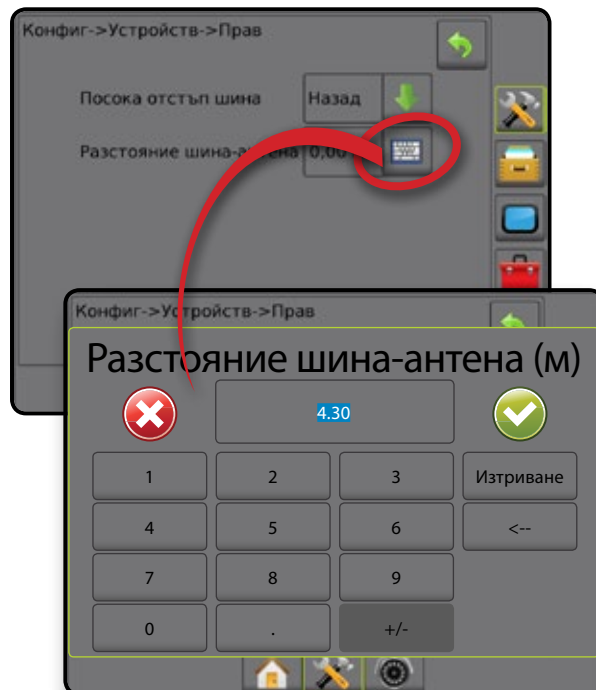 Конфиг->Устройств->Прав
Посока отстъп шина Назад
Разстояние шина-антена 0,00
Конфиг->Устройств->Прав
Разстояние шина-антена (м)
4.30
1 2 3 Изтриване
4 5 6 <--
7 8 9
0 . +/-